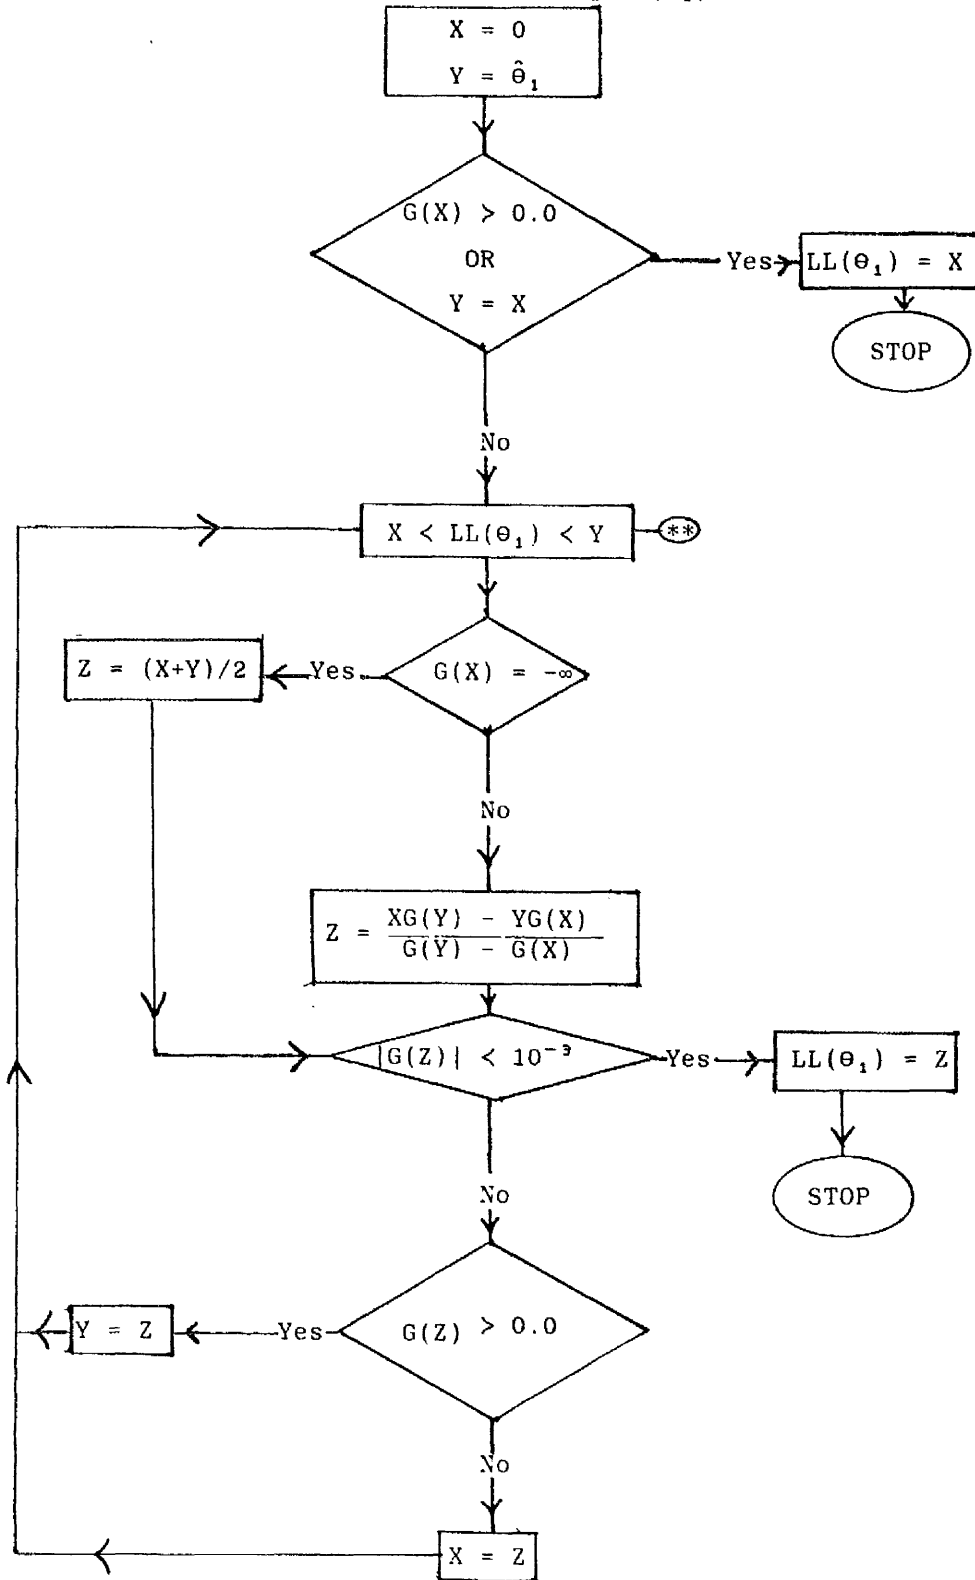 X = 0
Y = θ̂₁
G(X) > 0.0
OR
Y = X
Yes
LL(θ₁) = X
STOP
No
X < LL(θ₁) < Y
**
G(X) = -∞
Yes
Z = (X+Y)/2
No
Z = XG(Y) - YG(X)
G(Y) - G(X)
|G(Z)| < 10⁻³
Yes
LL(θ₁) = Z
STOP
No
G(Z) > 0.0
Yes
Y = Z
No
X = Z